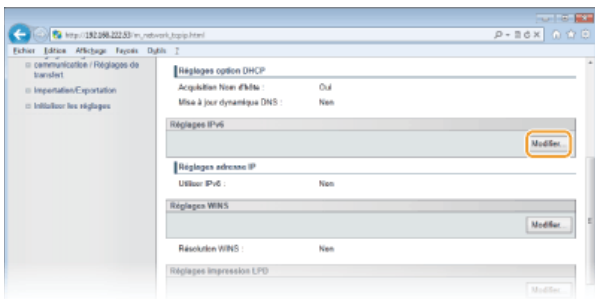 http://192.168.222.53/m_network_tcpip.html
Fichier Edition Affichage Favoris Outils ?
communication / Réglages de transfert
Importation/Exportation
Initialiser les réglages
Réglages option DHCP
Acquisition Nom d'hôte : Oui
Mise à jour dynamique DNS : Non
Réglages IPv6
Modifier...
Réglages adresse IP
Utiliser IPv6 : Non
Réglages WINS
Modifier...
Résolution WINS : Non
Réglages impression LPD
Modifier...